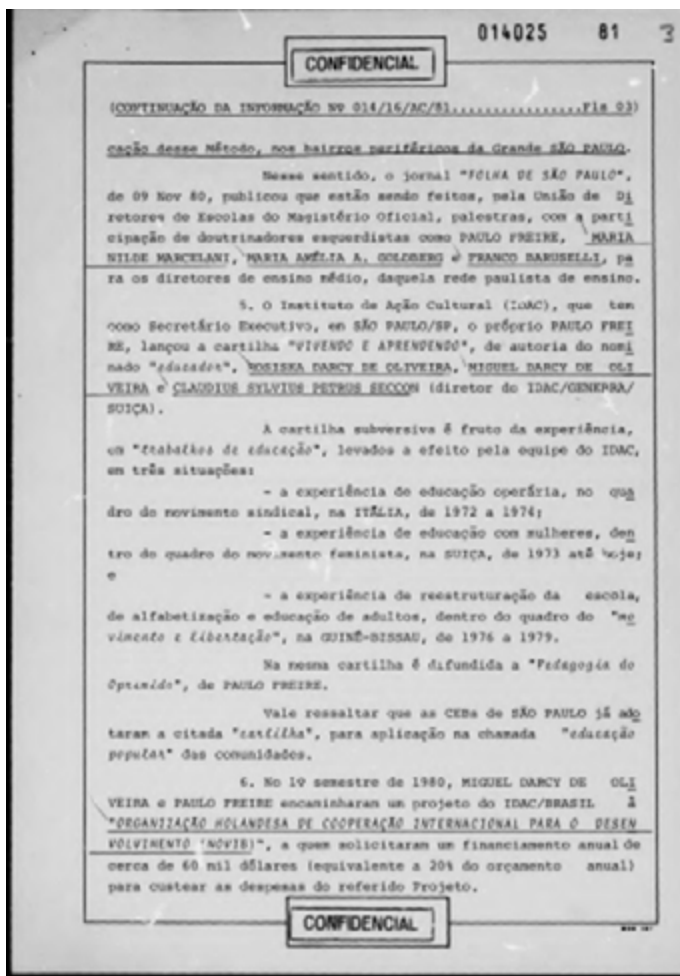 014025 81 3
CONFIDENCIAL
(CONTINUAÇÃO DA INFORMAÇÃO Nº 014/16/AC/81................Fls 03)
cação desse Método, nos bairros periféricos da Grande SÃO PAULO.
Nesse sentido, o jornal "FOLHA DE SÃO PAULO",
de 09 Nov 80, publicou que estão sendo feitos, pela União de Di
retores de Escolas do Magistério Oficial, palestras, com a parti
cipação de doutrinadores esquerdistas como PAULO FREIRE, MARIA
NILDE MARCELANI, MARIA AMÉLIA A. GOLDBERG e FRANCO BARUSELLI, pa
ra os diretores de ensino médio, daquela rede paulista de ensino.
5. O Instituto de Ação Cultural (IDAC), que tem
como Secretário Executivo, em SÃO PAULO/SP, o próprio PAULO FREI
RE, lançou a cartilha "VIVENDO E APRENDENDO", de autoria do nomi
nado "educador", ROSISKA DARCY DE OLIVEIRA, MIGUEL DARCY DE OLI
VEIRA e CLAUDIUS SYLVIUS PETRUS SECCON (diretor do IDAC/GENEBRA/
SUIÇA).
A cartilha subversiva é fruto da experiência,
em "trabalhos de educação", levados a efeito pela equipe do IDAC,
em três situações:
- a experiência de educação operária, no qua
dro do movimento sindical, na ITÁLIA, de 1972 a 1974;
- a experiência de educação com mulheres, den
tro do quadro do movimento feminista, na SUIÇA, de 1973 até hoje;
e
- a experiência de reestruturação da escola,
de alfabetização e educação de adultos, dentro do quadro do "mo
vimento e libertação", na GUINÉ-BISSAU, de 1976 a 1979.
Na mesma cartilha é difundida a "Pedagogia do
Oprimido", de PAULO FREIRE.
Vale ressaltar que as CEBs de SÃO PAULO já ado
taram a citada "cartilha", para aplicação na chamada "educação
popular" das comunidades.
6. No 1º semestre de 1980, MIGUEL DARCY DE OLI
VEIRA e PAULO FREIRE encaminharam um projeto do IDAC/BRASIL à
"ORGANIZAÇÃO HOLANDESA DE COOPERAÇÃO INTERNACIONAL PARA O DESEN
VOLVIMENTO (NOVIB)", a quem solicitaram um financiamento anual de
cerca de 60 mil dólares (equivalente a 20% do orçamento anual)
para custear as despesas do referido Projeto.
CONFIDENCIAL